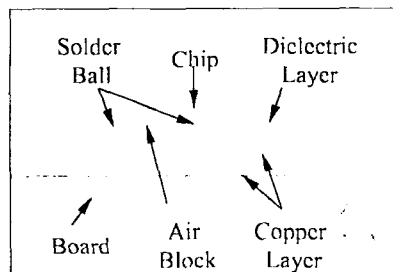 Solder
Ball
Chip
Dielectric
Layer
Board
Air
Block
Copper
Layer